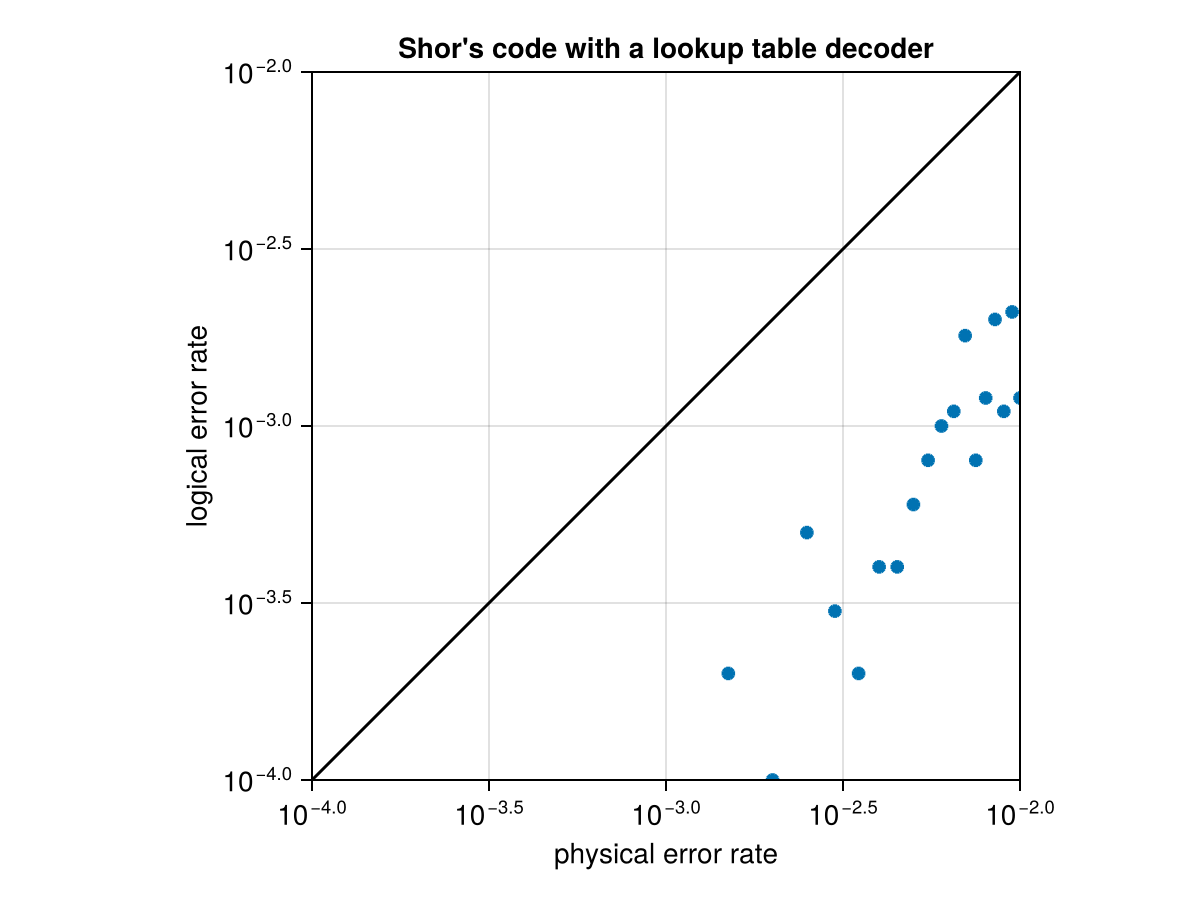 Shor's code with a lookup table decoder
10⁻²·⁰
10⁻²·⁵
10⁻³·⁰
10⁻³·⁵
10⁻⁴·⁰
logical error rate
10⁻⁴·⁰ 10⁻³·⁵ 10⁻³·⁰ 10⁻²·⁵ 10⁻²·⁰
physical error rate